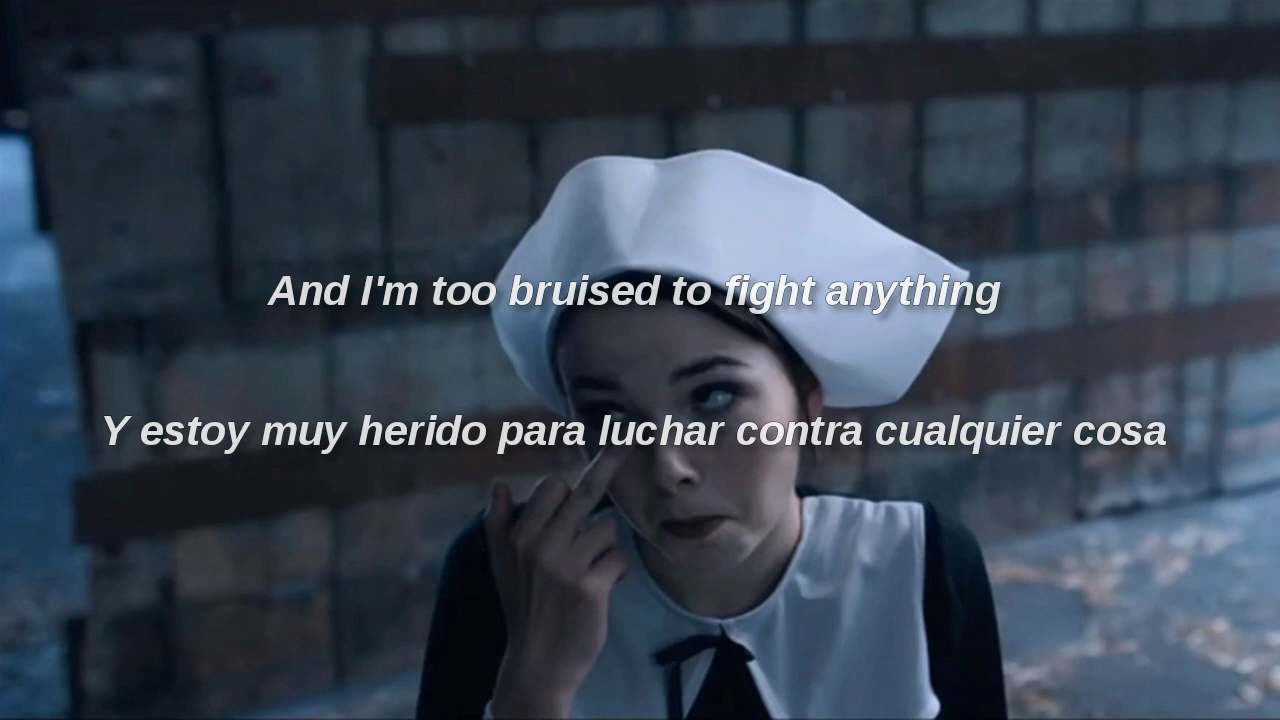 And I'm too bruised to fight anything
Y estoy muy herido para luchar contra cualquier cosa